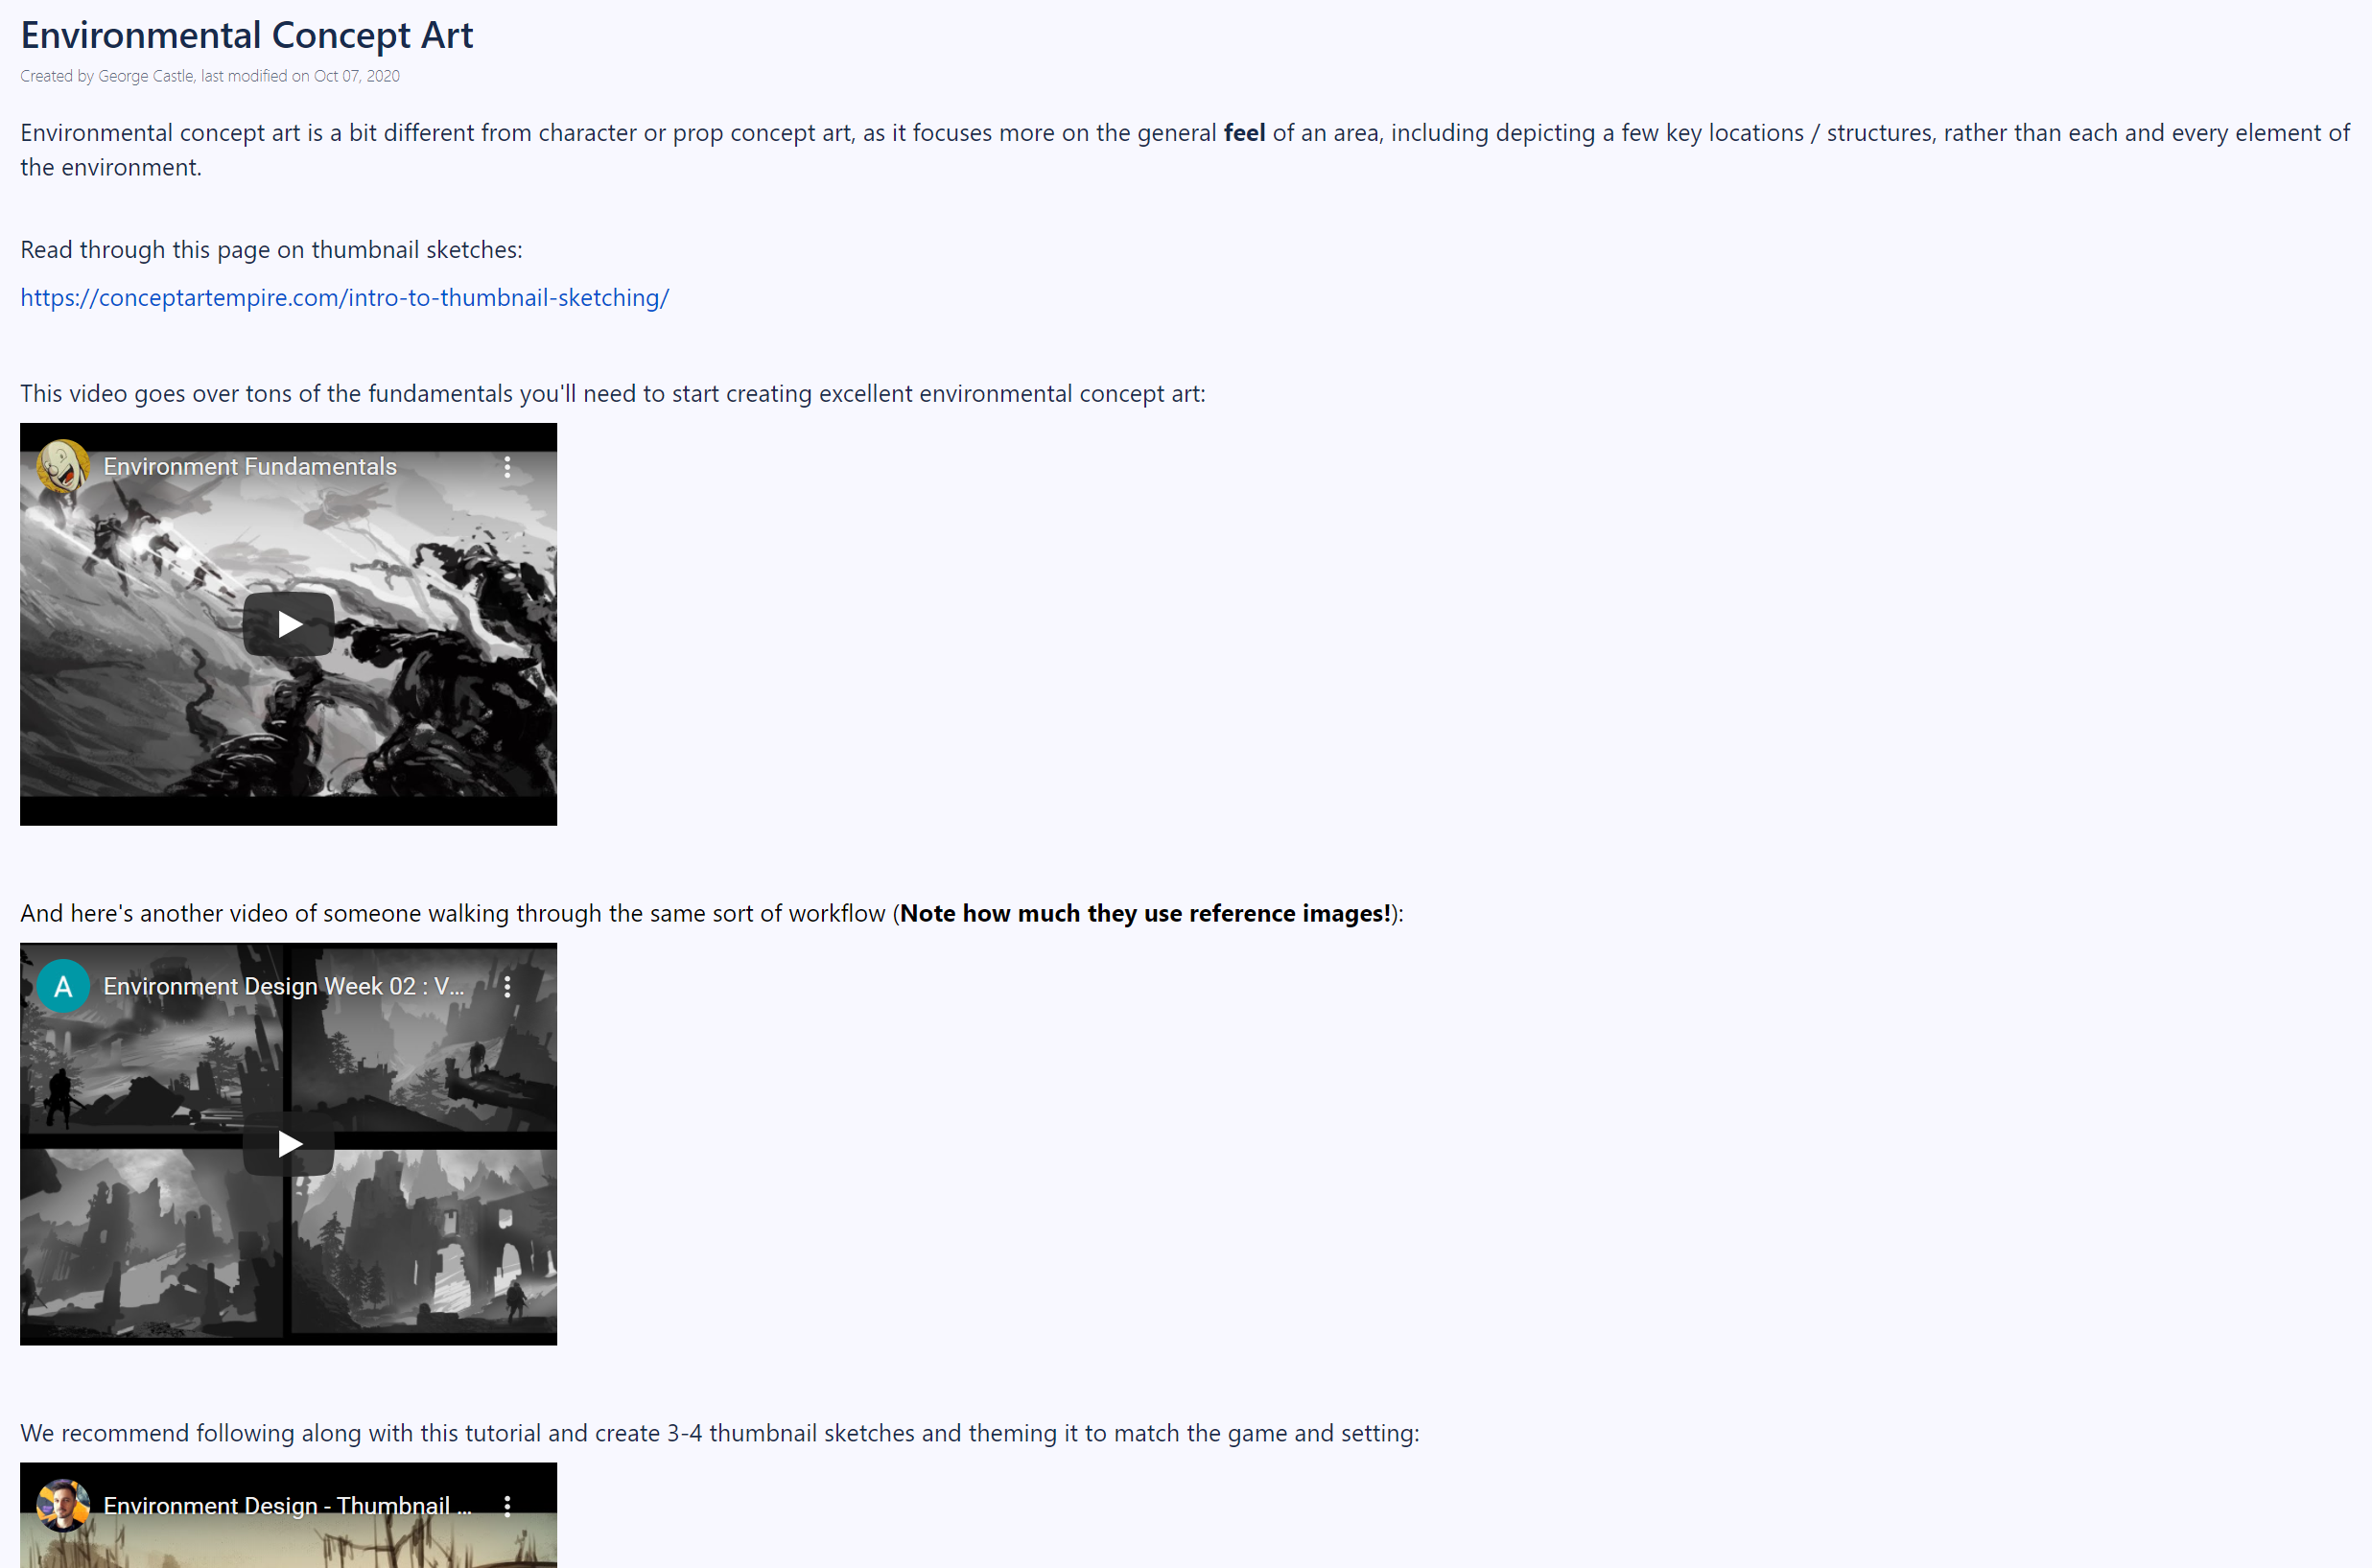 Environmental Concept Art
Created by George Castle, last modified on Oct 07, 2020
Environmental concept art is a bit different from character or prop concept art, as it focuses more on the general feel of an area, including depicting a few key locations / structures, rather than each and every element of
the environment.
Read through this page on thumbnail sketches:
https://conceptartempire.com/intro-to-thumbnail-sketching/
This video goes over tons of the fundamentals you'll need to start creating excellent environmental concept art:
Environment Fundamentals
And here's another video of someone walking through the same sort of workflow (Note how much they use reference images!):
A
Environment Design Week 02 : V...
We recommend following along with this tutorial and create 3-4 thumbnail sketches and theming it to match the game and setting:
Environment Design - Thumbnail ...